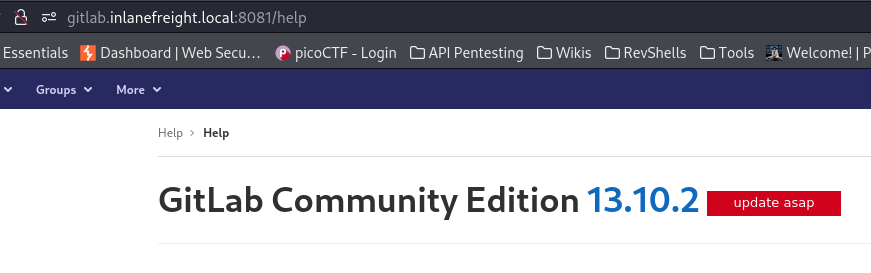 gitlab.inlanefreight.local:8081/help
Essentials Dashboard | Web Secu… picoCTF - Login API Pentesting Wikis RevShells Tools Welcome! | P
Groups More
Help › Help
GitLab Community Edition 13.10.2 update asap